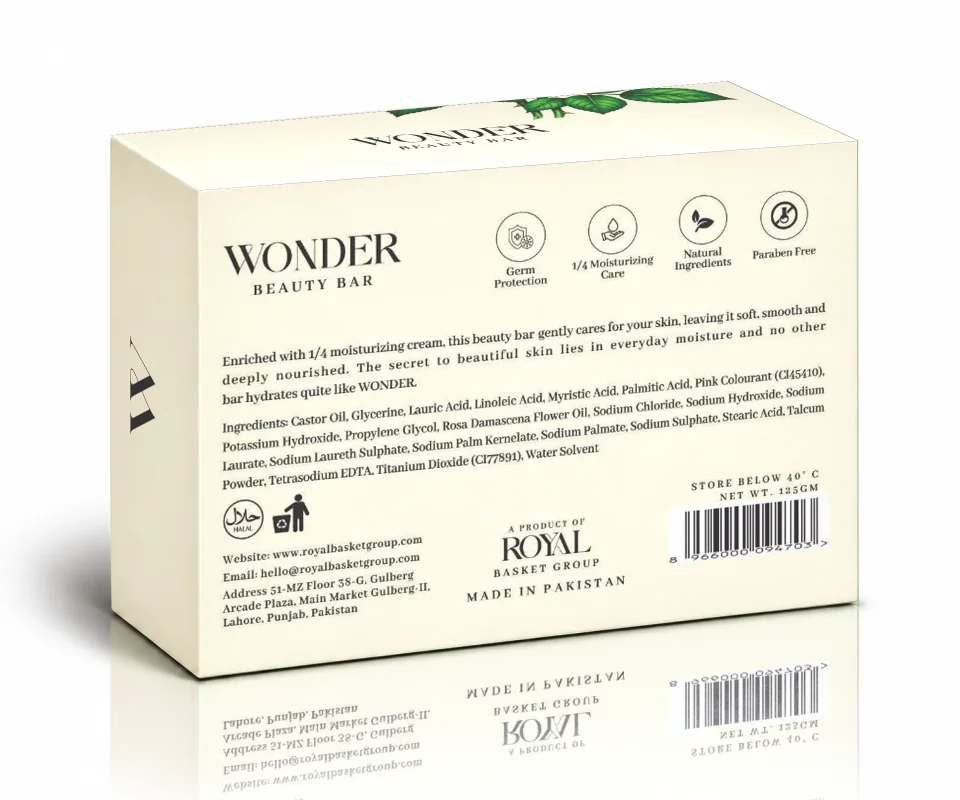 WONDER
BEAUTY BAR
W
WONDER
BEAUTY BAR
Germ
Protection
1/4 Moisturizing
Care
Natural
Ingredients
Paraben Free
Enriched with 1/4 moisturizing cream, this beauty bar gently cares for your skin, leaving it soft, smooth and
deeply nourished. The secret to beautiful skin lies in everyday moisture and no other
bar hydrates quite like WONDER.
Ingredients: Castor Oil, Glycerine, Lauric Acid, Linoleic Acid, Myristic Acid, Palmitic Acid, Pink Colourant (CI45410),
Potassium Hydroxide, Propylene Glycol, Rosa Damascena Flower Oil, Sodium Chloride, Sodium Hydroxide, Sodium
Laurate, Sodium Laureth Sulphate, Sodium Palm Kernelate, Sodium Palmate, Sodium Sulphate, Stearic Acid, Talcum
Powder, Tetrasodium EDTA, Titanium Dioxide (CI77891), Water Solvent
حلال
HALAL
Website: www.royalbasketgroup.com
Email: hello@royalbasketgroup.com
Address 51-MZ Floor 38-G, Gulberg
Arcade Plaza, Main Market Gulberg-II,
Lahore, Punjab, Pakistan
A PRODUCT OF
ROYAL
BASKET GROUP
MADE IN PAKISTAN
STORE BELOW 40° C
NET WT. 125GM
8 966000 094703 >